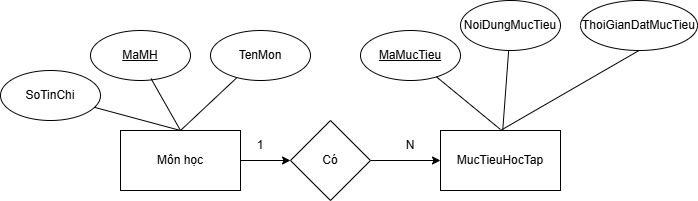 NoiDungMucTieu
ThoiGianDatMucTieu
MaMH
TenMon
MaMucTieu
SoTinChi
Môn học
1
Có
N
MucTieuHocTap